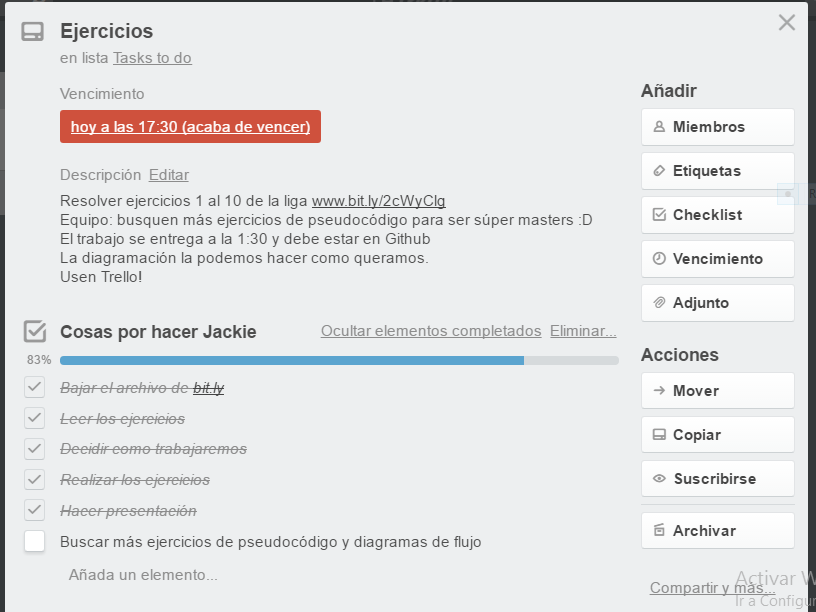 Ejercicios
en lista Tasks to do
Vencimiento
hoy a las 17:30 (acaba de vencer)
Descripción Editar
Resolver ejercicios 1 al 10 de la liga www.bit.ly/2cWyClg
Equipo: busquen más ejercicios de pseudocódigo para ser súper masters :D
El trabajo se entrega a la 1:30 y debe estar en Github
La diagramación la podemos hacer como queramos.
Usen Trello!
Cosas por hacer Jackie Ocultar elementos completados Eliminar...
83%
Bajar el archivo de bit.ly
Leer los ejercicios
Decidir como trabajaremos
Realizar los ejercicios
Hacer presentación
Buscar más ejercicios de pseudocódigo y diagramas de flujo
Añada un elemento...
Añadir
Miembros
Etiquetas
Checklist
Vencimiento
Adjunto
Acciones
Mover
Copiar
Suscribirse
Archivar
Compartir y más...
Activar W
Ir a Configur